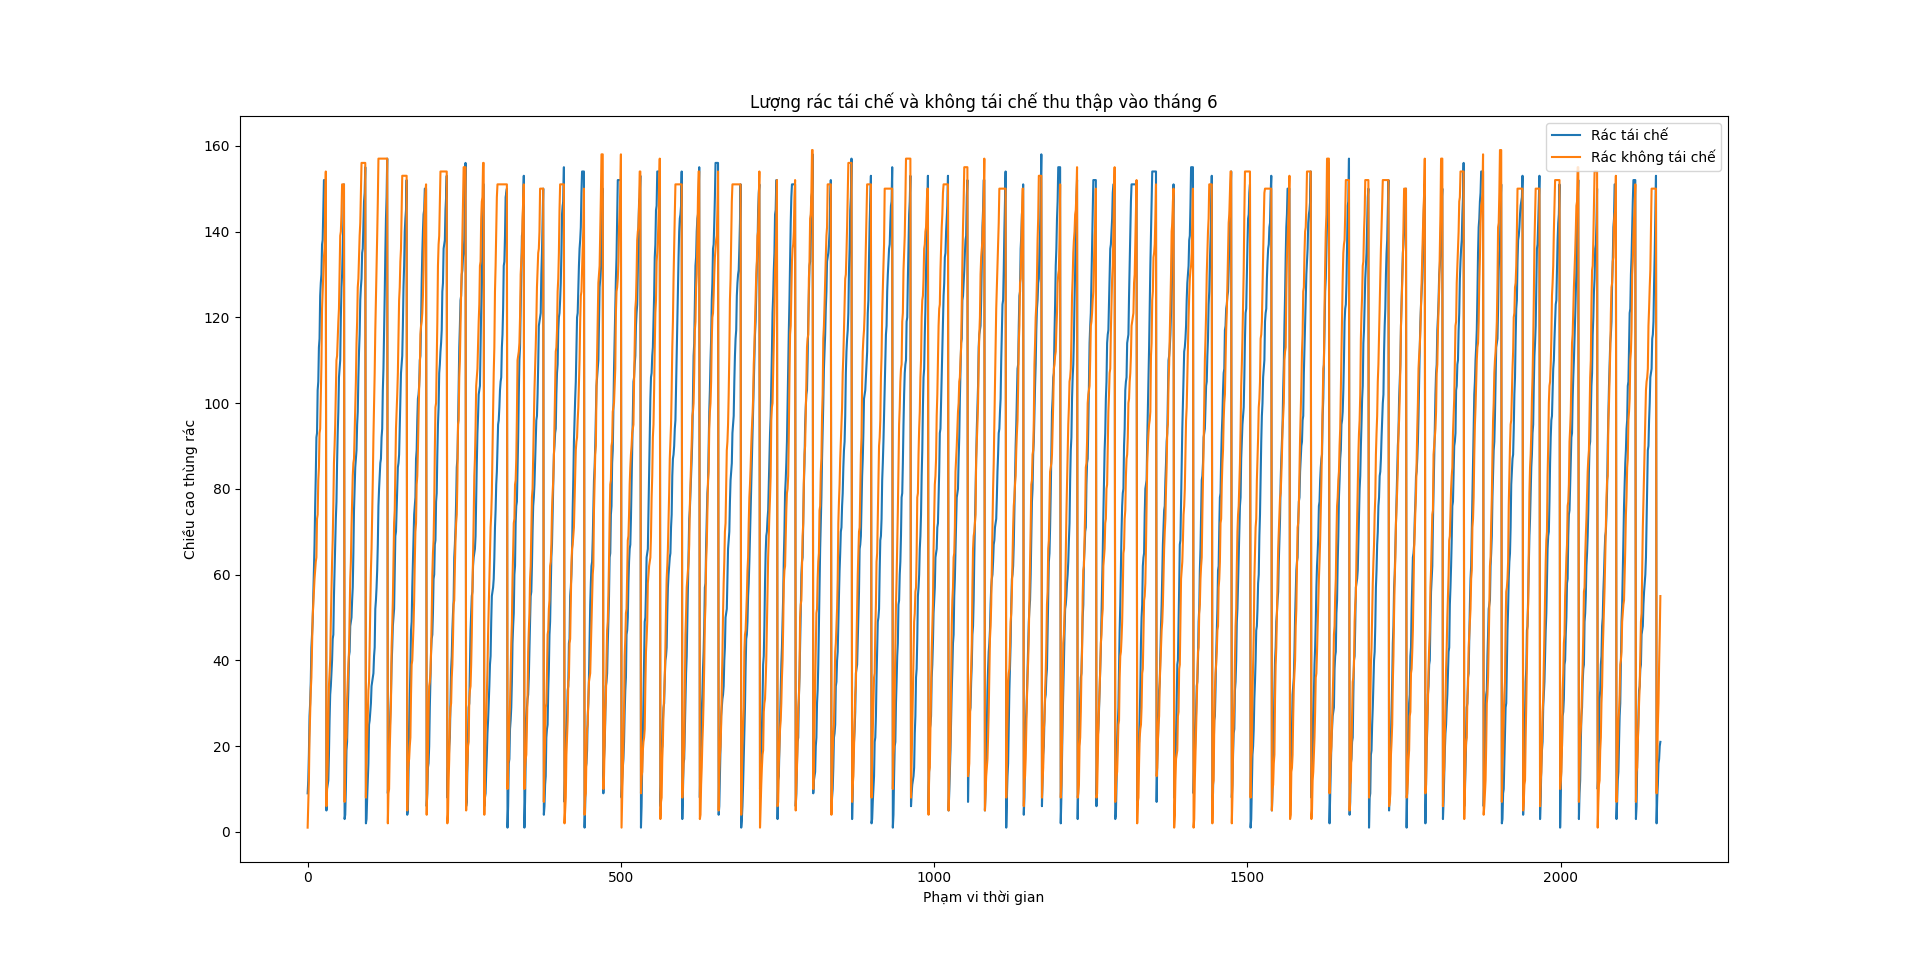 Lượng rác tái chế và không tái chế thu thập vào tháng 6
Rác tái chế
Rác không tái chế
Chiều cao thùng rác
160
140
120
100
80
60
40
20
0
0 500 1000 1500 2000
Phạm vi thời gian